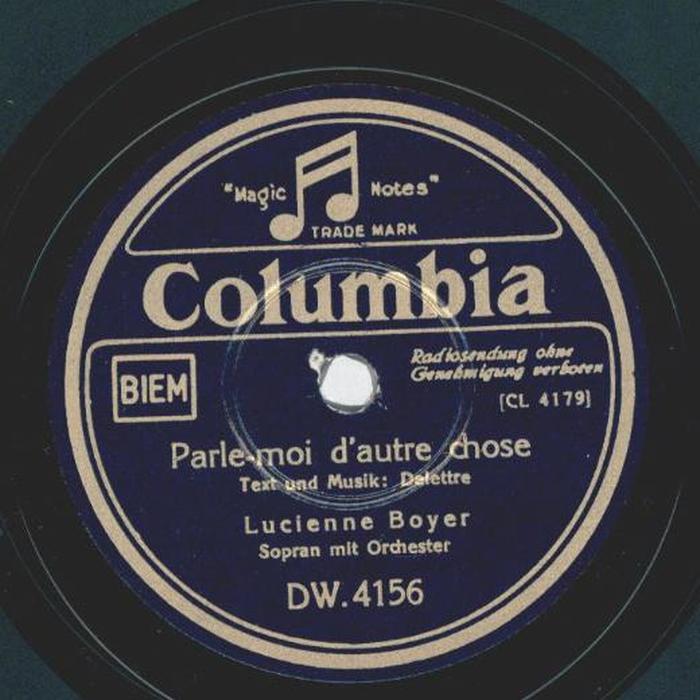 "Magic Notes"
TRADE MARK
Columbia
BIEM
Radiosendung ohne
Genehmigung verboten
[CL 4179]
Parle-moi d'autre chose
Text und Musik: Delettre
Lucienne Boyer
Sopran mit Orchester
DW.4156